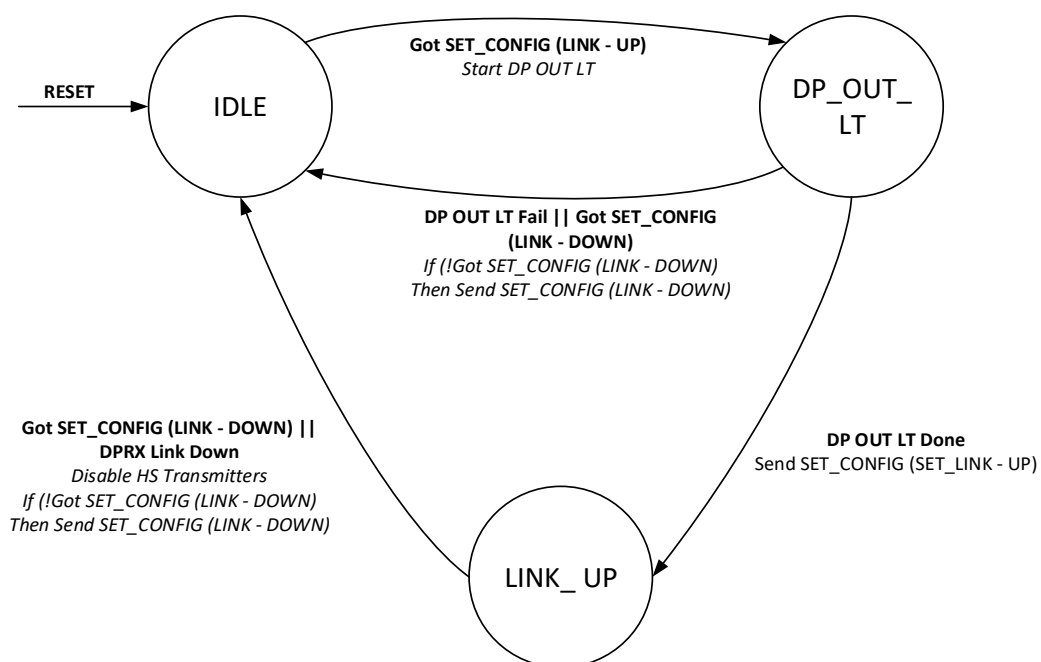 Got SET_CONFIG (LINK - UP)
Start DP OUT LT
RESET
IDLE
DP_OUT_
LT
DP OUT LT Fail || Got SET_CONFIG
(LINK - DOWN)
If (!Got SET_CONFIG (LINK - DOWN)
Then Send SET_CONFIG (LINK - DOWN)
Got SET_CONFIG (LINK - DOWN) ||
DPRX Link Down
Disable HS Transmitters
If (!Got SET_CONFIG (LINK - DOWN)
Then Send SET_CONFIG (LINK - DOWN)
DP OUT LT Done
Send SET_CONFIG (SET_LINK - UP)
LINK_ UP